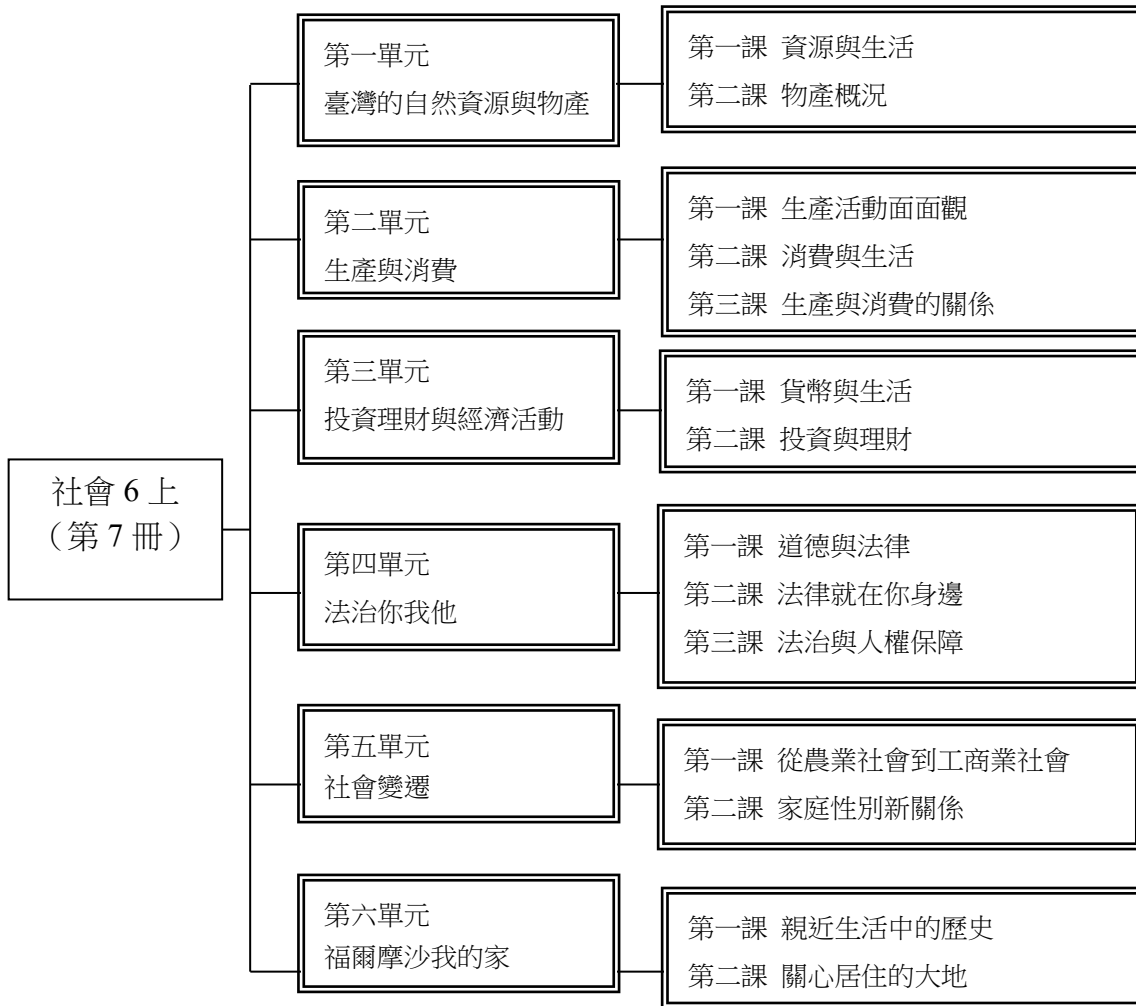 社會 6 上
（第 7 冊）
第一單元
臺灣的自然資源與物產
第一課 資源與生活
第二課 物產概況
第二單元
生產與消費
第一課 生產活動面面觀
第二課 消費與生活
第三課 生產與消費的關係
第三單元
投資理財與經濟活動
第一課 貨幣與生活
第二課 投資與理財
第四單元
法治你我他
第一課 道德與法律
第二課 法律就在你身邊
第三課 法治與人權保障
第五單元
社會變遷
第一課 從農業社會到工商業社會
第二課 家庭性別新關係
第六單元
福爾摩沙我的家
第一課 親近生活中的歷史
第二課 關心居住的大地